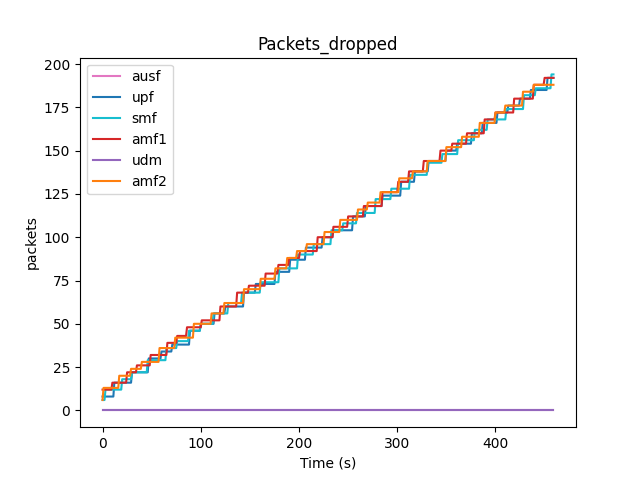 Packets_dropped
packets
200
175
150
125
100
75
50
25
0
ausf
upf
smf
amf1
udm
amf2
0 100 200 300 400
Time (s)